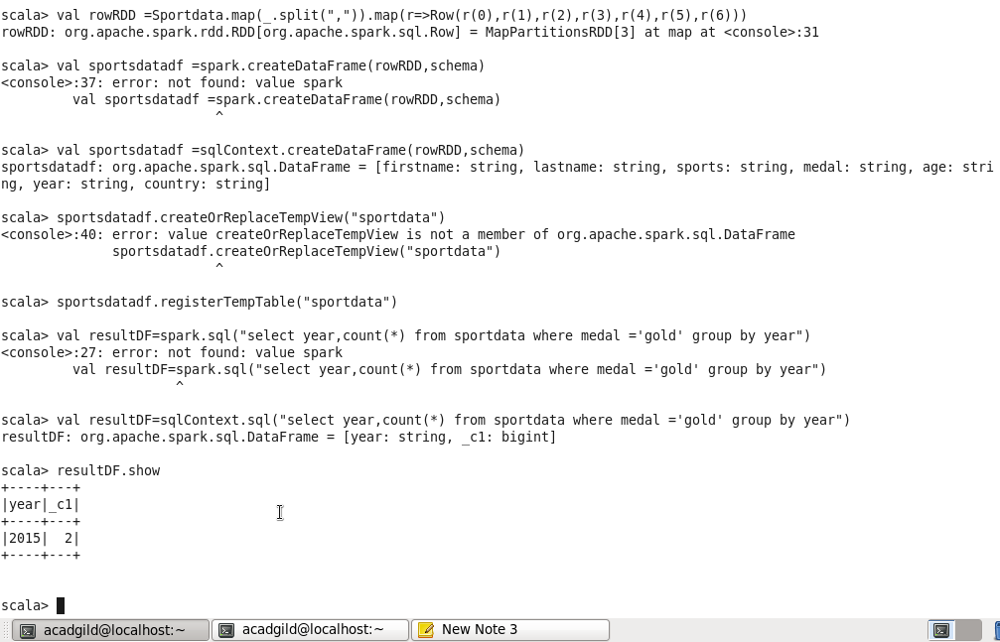 scala> val rowRDD =Sportdata.map(_.split(",")).map(r=>Row(r(0),r(1),r(2),r(3),r(4),r(5),r(6)))
rowRDD: org.apache.spark.rdd.RDD[org.apache.spark.sql.Row] = MapPartitionsRDD[3] at map at <console>:31
scala> val sportsdatadf =spark.createDataFrame(rowRDD,schema)
<console>:37: error: not found: value spark
val sportsdatadf =spark.createDataFrame(rowRDD,schema)
^
scala> val sportsdatadf =sqlContext.createDataFrame(rowRDD,schema)
sportsdatadf: org.apache.spark.sql.DataFrame = [firstname: string, lastname: string, sports: string, medal: string, age: stri
ng, year: string, country: string]
scala> sportsdatadf.createOrReplaceTempView("sportdata")
<console>:40: error: value createOrReplaceTempView is not a member of org.apache.spark.sql.DataFrame
sportsdatadf.createOrReplaceTempView("sportdata")
^
scala> sportsdatadf.registerTempTable("sportdata")
scala> val resultDF=spark.sql("select year,count(*) from sportdata where medal ='gold' group by year")
<console>:27: error: not found: value spark
val resultDF=spark.sql("select year,count(*) from sportdata where medal ='gold' group by year")
^
scala> val resultDF=sqlContext.sql("select year,count(*) from sportdata where medal ='gold' group by year")
resultDF: org.apache.spark.sql.DataFrame = [year: string, _c1: bigint]
scala> resultDF.show
+----+---+
|year|_c1|
+----+---+
|2015|  2|
+----+---+
scala>
acadgild@localhost:~ acadgild@localhost:~ New Note 3